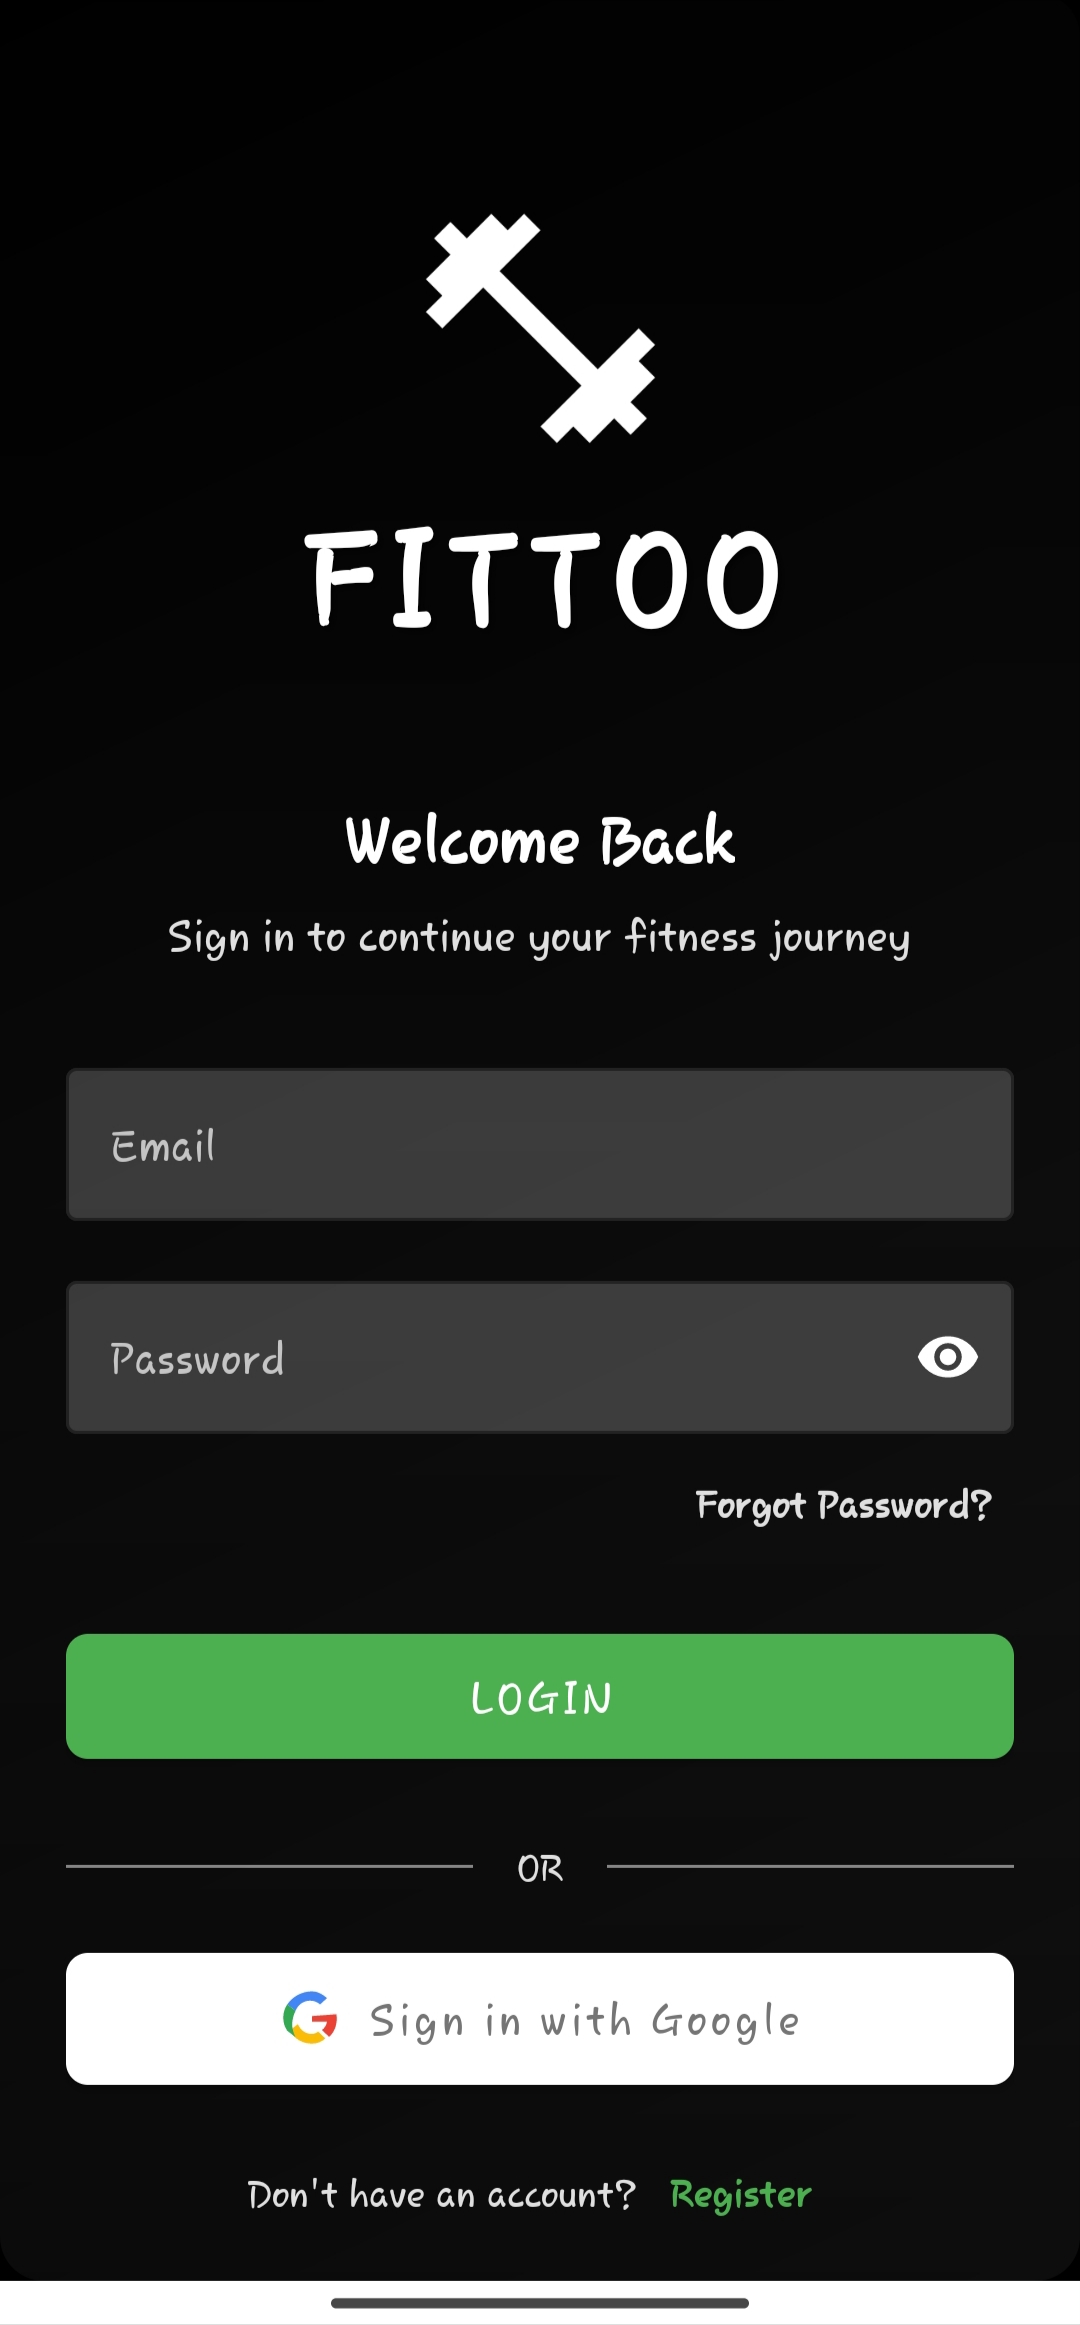 FITTOO
Welcome Back
Sign in to continue your fitness journey
Email
Password
Forgot Password?
LOGIN
OR
Sign in with Google
Don't have an account? Register